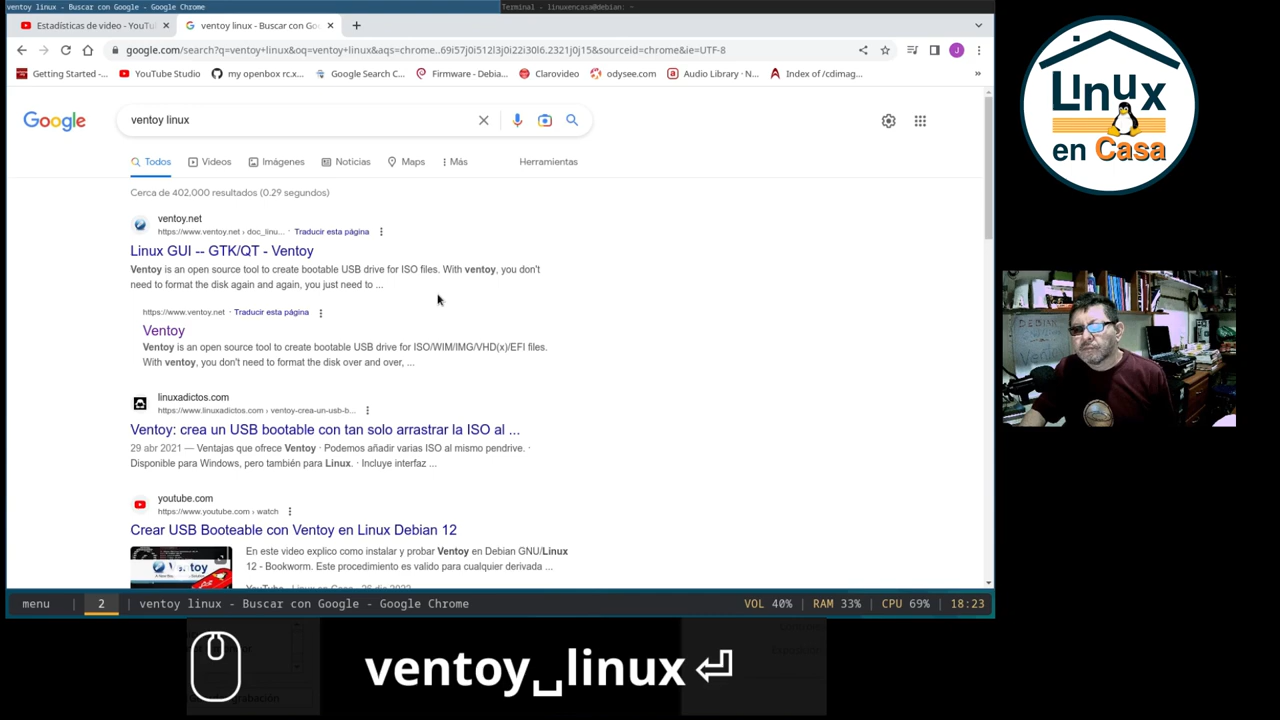 ventoy linux - Buscar con Google - Google Chrome
Terminal - linuxencasa@debian: ~
Estadísticas de video - YouTu
ventoy linux - Buscar con Goo
google.com/search?q=ventoy+linux&oq=ventoy+linux&aqs=chrome..69i57j0i512l3j0i22i30l6.2321j0j15&sourceid=chrome&ie=UTF-8
J
Getting Started -...
YouTube Studio
my openbox rc.x...
Google Search C...
Firmware - Debia...
Clarovideo
odysee.com
Audio Library · N...
Index of /cdimag...
»
Google
ventoy linux
Todos
Videos
Imágenes
Noticias
Maps
Más
Herramientas
Cerca de 402,000 resultados (0.29 segundos)
ventoy.net
https://www.ventoy.net › doc_linu... · Traducir esta página
Linux GUI -- GTK/QT - Ventoy
Ventoy is an open source tool to create bootable USB drive for ISO files. With ventoy, you don't
need to format the disk again and again, you just need to ...
https://www.ventoy.net · Traducir esta página
Ventoy
Ventoy is an open source tool to create bootable USB drive for ISO/WIM/IMG/VHD(x)/EFI files.
With ventoy, you don't need to format the disk over and over, ...
linuxadictos.com
https://www.linuxadictos.com › ventoy-crea-un-usb-b...
Ventoy: crea un USB bootable con tan solo arrastrar la ISO al ...
29 abr 2021 — Ventajas que ofrece Ventoy · Podemos añadir varias ISO al mismo pendrive. ·
Disponible para Windows, pero también para Linux. · Incluye interfaz ...
youtube.com
https://www.youtube.com › watch
Crear USB Booteable con Ventoy en Linux Debian 12
En este video explico como instalar y probar Ventoy en Debian GNU/Linux
12 - Bookworm. Este procedimiento es valido para cualquier derivada ...
menu | 2 | ventoy linux - Buscar con Google - Google Chrome
VOL 40% | RAM 33% | CPU 69% | 18:23
ventoy␣linux⏎
Linux
en Casa
DEBIAN